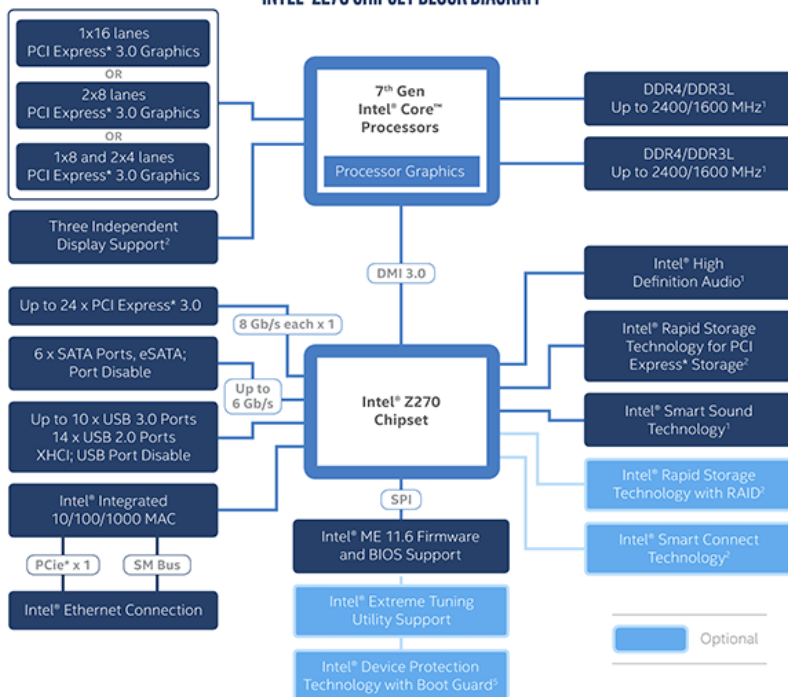 INTEL® Z270 CHIPSET BLOCK DIAGRAM
1x16 lanes
PCI Express* 3.0 Graphics
OR
2x8 lanes
PCI Express* 3.0 Graphics
OR
1x8 and 2x4 lanes
PCI Express* 3.0 Graphics
Three Independent
Display Support²
7th Gen
Intel® Core™
Processors
Processor Graphics
DDR4/DDR3L
Up to 2400/1600 MHz¹
DDR4/DDR3L
Up to 2400/1600 MHz¹
DMI 3.0
Up to 24 x PCI Express* 3.0
8 Gb/s each x 1
6 x SATA Ports, eSATA;
Port Disable
Up to
6 Gb/s
Up to 10 x USB 3.0 Ports
14 x USB 2.0 Ports
XHCI; USB Port Disable
Intel® Integrated
10/100/1000 MAC
PCIe* x 1
SM Bus
Intel® Ethernet Connection
Intel® Z270
Chipset
SPI
Intel® ME 11.6 Firmware
and BIOS Support
Intel® Extreme Tuning
Utility Support
Intel® Device Protection
Technology with Boot Guard⁵
Intel® High
Definition Audio¹
Intel® Rapid Storage
Technology for PCI
Express* Storage²
Intel® Smart Sound
Technology¹
Intel® Rapid Storage
Technology with RAID²
Intel® Smart Connect
Technology²
Optional